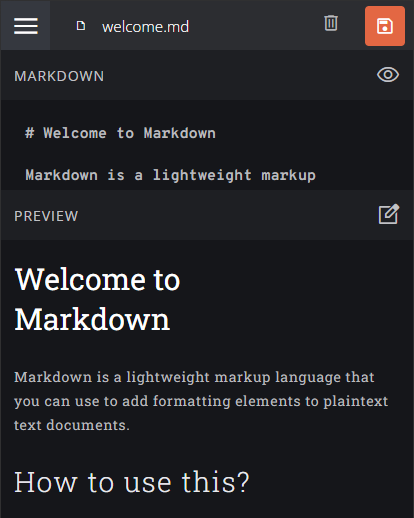 welcome.md
MARKDOWN
# Welcome to Markdown
Markdown is a lightweight markup
PREVIEW
Welcome to
Markdown
Markdown is a lightweight markup language that
you can use to add formatting elements to plaintext
text documents.
How to use this?